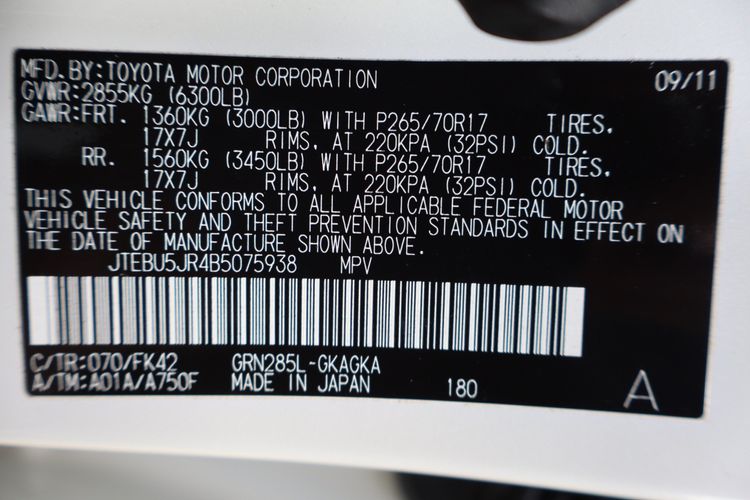 MFD. BY: TOYOTA MOTOR CORPORATION 09/11
GVWR: 2855KG (6300LB)
GAWR: FRT. 1360KG (3000LB) WITH P265/70R17 TIRES,
17X7J RIMS, AT 220KPA (32PSI) COLD.
RR. 1560KG (3450LB) WITH P265/70R17 TIRES,
17X7J RIMS, AT 220KPA (32PSI) COLD.
THIS VEHICLE CONFORMS TO ALL APPLICABLE FEDERAL MOTOR
VEHICLE SAFETY AND THEFT PREVENTION STANDARDS IN EFFECT ON
THE DATE OF MANUFACTURE SHOWN ABOVE.
JTEBU5JR4B5075938 MPV
C/TR: 070/FK42 GRN285L-GKAGKA
A/TM: A01A/A750F MADE IN JAPAN 180 A